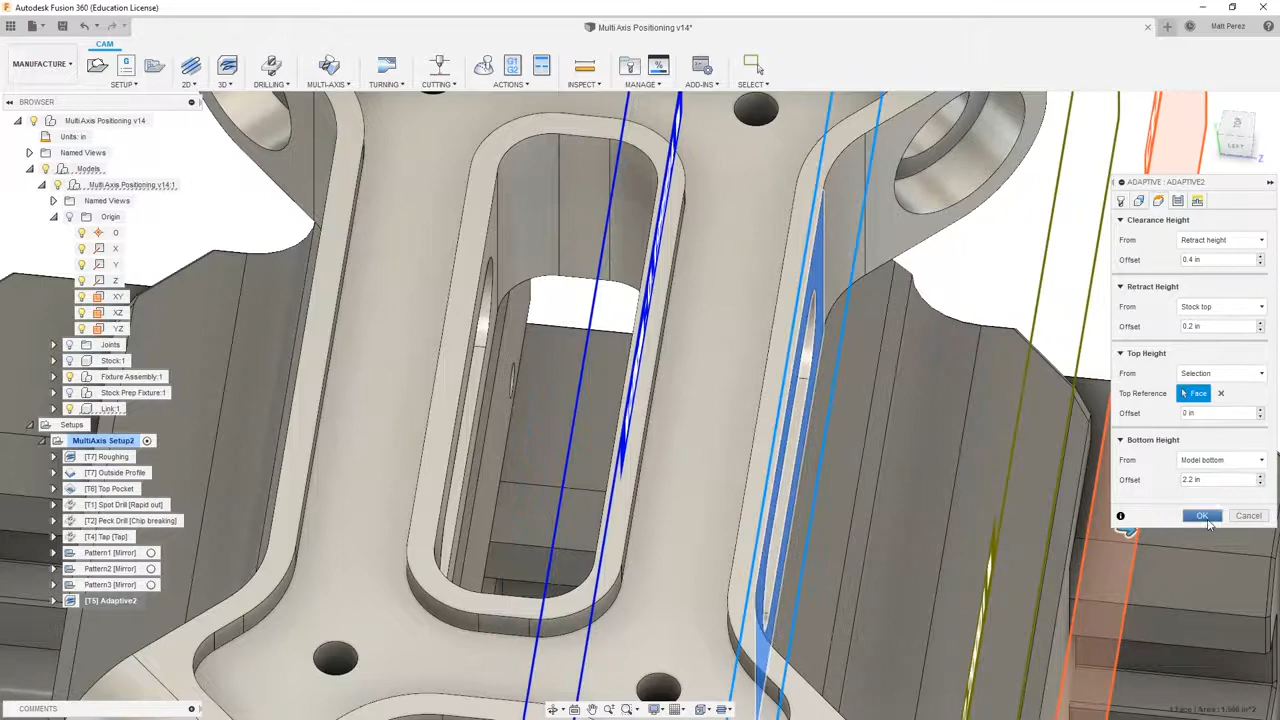 Autodesk Fusion 360 (Education License)
MultiAxis Positioning v14*
Matt Perez
CAM
MANUFACTURE
SETUP
2D
3D
DRILLING
MULTI-AXIS
TURNING
CUTTING
G1
G2
ACTIONS
INSPECT
MANAGE
ADD-INS
SELECT
BROWSER
MultiAxis Positioning v14
Units: in
Named Views
Models
MultiAxis Positioning v14:1
Named Views
Origin
O
X
Y
Z
XY
XZ
YZ
Joints
Stock:1
Fixture Assembly:1
Stock Prep Fixture:1
Link:1
Setups
MultiAxis Setup2
[T7] Roughing
[T7] Outside Profile
[T6] Top Pocket
[T1] Spot Drill [Rapid out]
[T2] Peck Drill [Chip breaking]
[T4] Tap [Tap]
Pattern1 [Mirror]
Pattern2 [Mirror]
Pattern3 [Mirror]
[T5] Adaptive2
COMMENTS
Z
ADAPTIVE : ADAPTIVE2
Clearance Height
From Retract height
Offset 0.4 in
Retract Height
From Stock top
Offset 0.2 in
Top Height
From Selection
Top Reference Face
Offset 0 in
Bottom Height
From Model bottom
Offset 2.2 in
OK Cancel